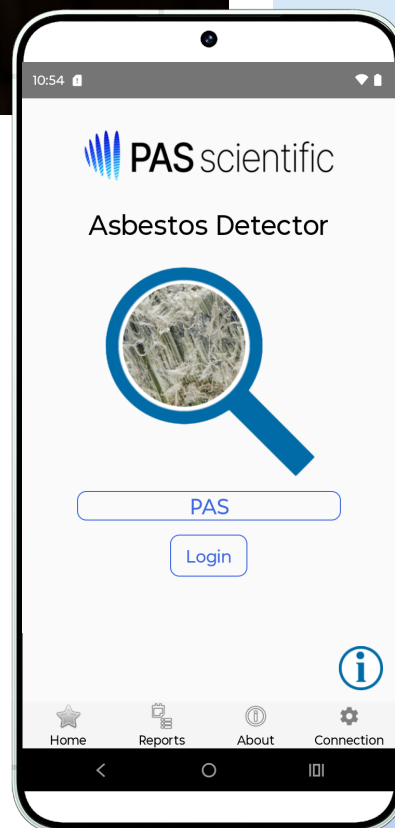 10:54
PAS scientific
Asbestos Detector
PAS
Login
Home Reports About Connection